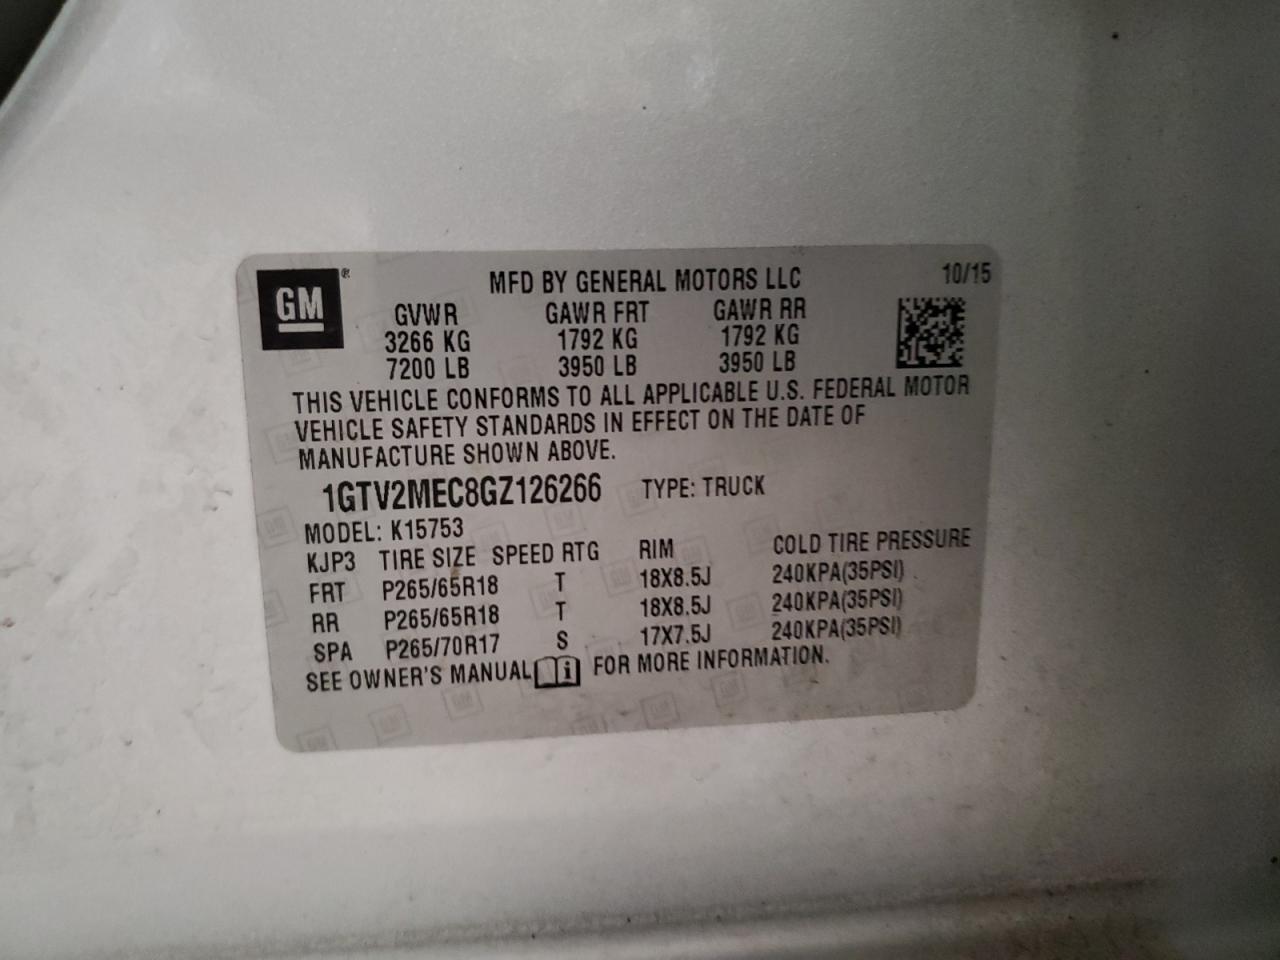 GM®
MFD BY GENERAL MOTORS LLC 10/15
GVWR GAWR FRT GAWR RR
3266 KG 1792 KG 1792 KG
7200 LB 3950 LB 3950 LB
THIS VEHICLE CONFORMS TO ALL APPLICABLE U.S. FEDERAL MOTOR
VEHICLE SAFETY STANDARDS IN EFFECT ON THE DATE OF
MANUFACTURE SHOWN ABOVE.
1GTV2MEC8GZ126266 TYPE: TRUCK
MODEL: K15753
KJP3 TIRE SIZE SPEED RTG RIM COLD TIRE PRESSURE
FRT P265/65R18 T 18X8.5J 240KPA(35PSI)
RR P265/65R18 T 18X8.5J 240KPA(35PSI)
SPA P265/70R17 S 17X7.5J 240KPA(35PSI)
SEE OWNER'S MANUAL i FOR MORE INFORMATION.